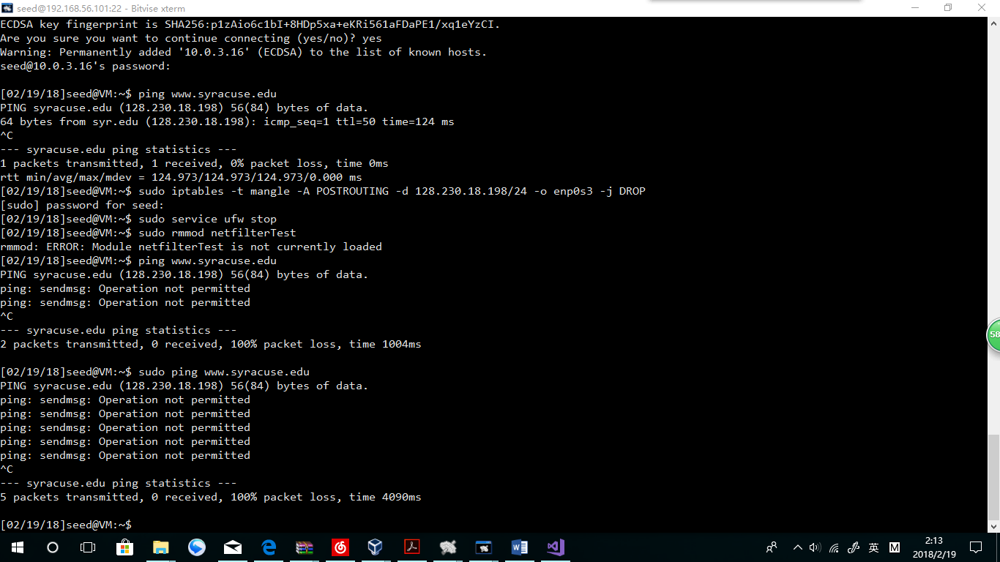 seed@192.168.56.101:22 - Bitvise xterm
ECDSA key fingerprint is SHA256:p1zAio6c1bI+8HDp5xa+eKRi561aFDaPE1/xq1eYzCI.
Are you sure you want to continue connecting (yes/no)? yes
Warning: Permanently added '10.0.3.16' (ECDSA) to the list of known hosts.
seed@10.0.3.16's password:
[02/19/18]seed@VM:~$ ping www.syracuse.edu
PING syracuse.edu (128.230.18.198) 56(84) bytes of data.
64 bytes from syr.edu (128.230.18.198): icmp_seq=1 ttl=50 time=124 ms
^C
--- syracuse.edu ping statistics ---
1 packets transmitted, 1 received, 0% packet loss, time 0ms
rtt min/avg/max/mdev = 124.973/124.973/124.973/0.000 ms
[02/19/18]seed@VM:~$ sudo iptables -t mangle -A POSTROUTING -d 128.230.18.198/24 -o enp0s3 -j DROP
[sudo] password for seed:
[02/19/18]seed@VM:~$ sudo service ufw stop
[02/19/18]seed@VM:~$ sudo rmmod netfilterTest
rmmod: ERROR: Module netfilterTest is not currently loaded
[02/19/18]seed@VM:~$ ping www.syracuse.edu
PING syracuse.edu (128.230.18.198) 56(84) bytes of data.
ping: sendmsg: Operation not permitted
ping: sendmsg: Operation not permitted
^C
--- syracuse.edu ping statistics ---
2 packets transmitted, 0 received, 100% packet loss, time 1004ms
[02/19/18]seed@VM:~$ sudo ping www.syracuse.edu
PING syracuse.edu (128.230.18.198) 56(84) bytes of data.
ping: sendmsg: Operation not permitted
ping: sendmsg: Operation not permitted
ping: sendmsg: Operation not permitted
ping: sendmsg: Operation not permitted
ping: sendmsg: Operation not permitted
^C
--- syracuse.edu ping statistics ---
5 packets transmitted, 0 received, 100% packet loss, time 4090ms
[02/19/18]seed@VM:~$
58
英
M
2:13
2018/2/19